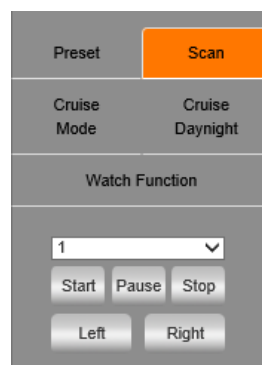 Preset Scan
Cruise Mode Cruise Daynight
Watch Function
1
Start Pause Stop
Left Right